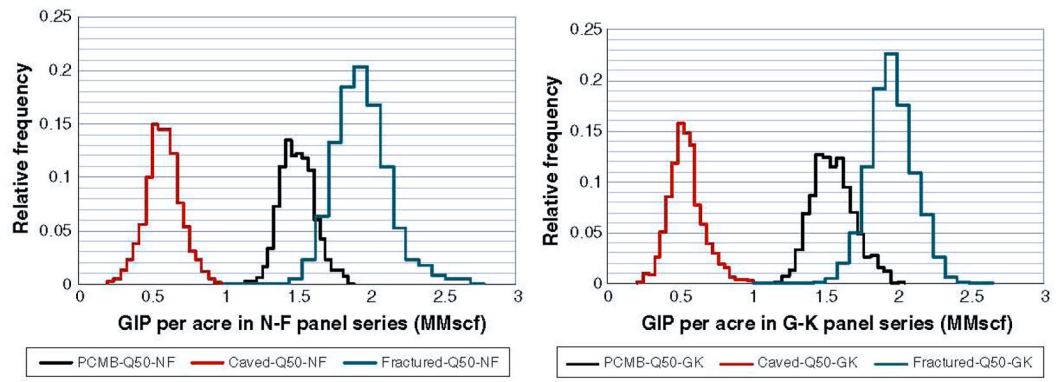 0.25
0.2
0.15
0.1
0.05
0
Relative frequency
0 0.5 1 1.5 2 2.5 3
GIP per acre in N-F panel series (MMscf)
PCMB-Q50-NF Caved-Q50-NF Fractured-Q50-NF
0.25
0.2
0.15
0.1
0.05
0
Relative frequency
0 0.5 1 1.5 2 2.5 3
GIP per acre in G-K panel series (MMscf)
PCMB-Q50-GK Caved-Q50-GK Fractured-Q50-GK